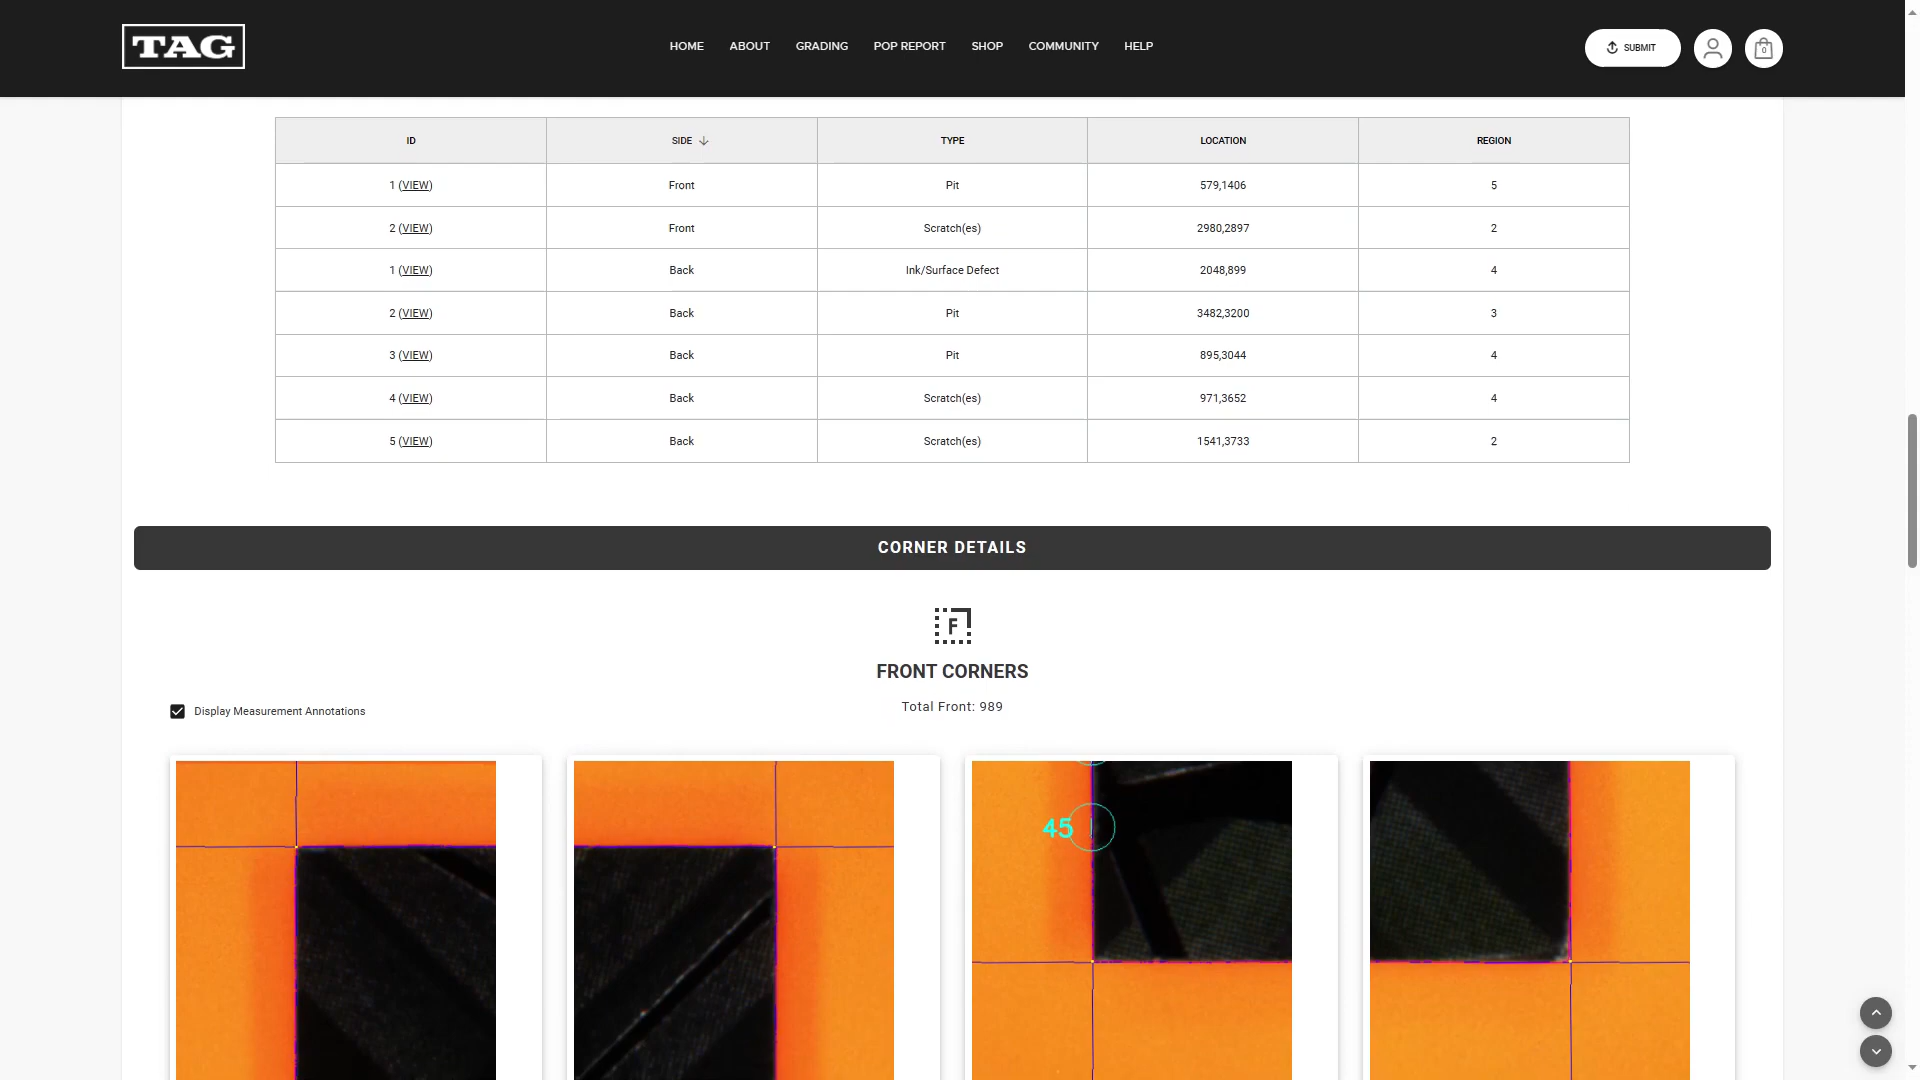 TAG
HOME ABOUT GRADING POP REPORT SHOP COMMUNITY HELP
SUBMIT
0
ID SIDE TYPE LOCATION REGION
1 (VIEW) Front Pit 579,1406 5
2 (VIEW) Front Scratch(es) 2980,2897 2
1 (VIEW) Back Ink/Surface Defect 2048,899 4
2 (VIEW) Back Pit 3482,3200 3
3 (VIEW) Back Pit 895,3044 4
4 (VIEW) Back Scratch(es) 971,3652 4
5 (VIEW) Back Scratch(es) 1541,3733 2
CORNER DETAILS
F
FRONT CORNERS
Total Front: 989
Display Measurement Annotations
45